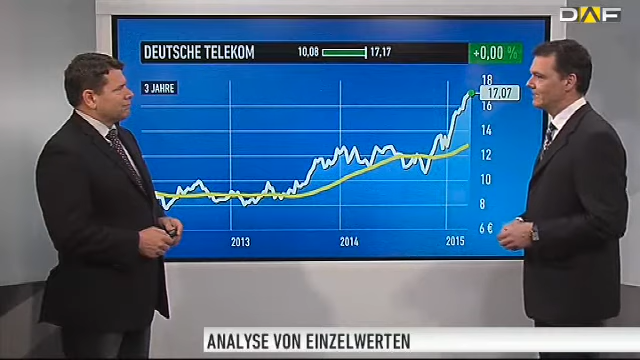 DAF
DEUTSCHE TELEKOM 10,08 17,17 +0,00 %
3 JAHRE
18
17,07
16
14
12
10
8
6 €
2013 2014 2015
ANALYSE VON EINZELWERTEN